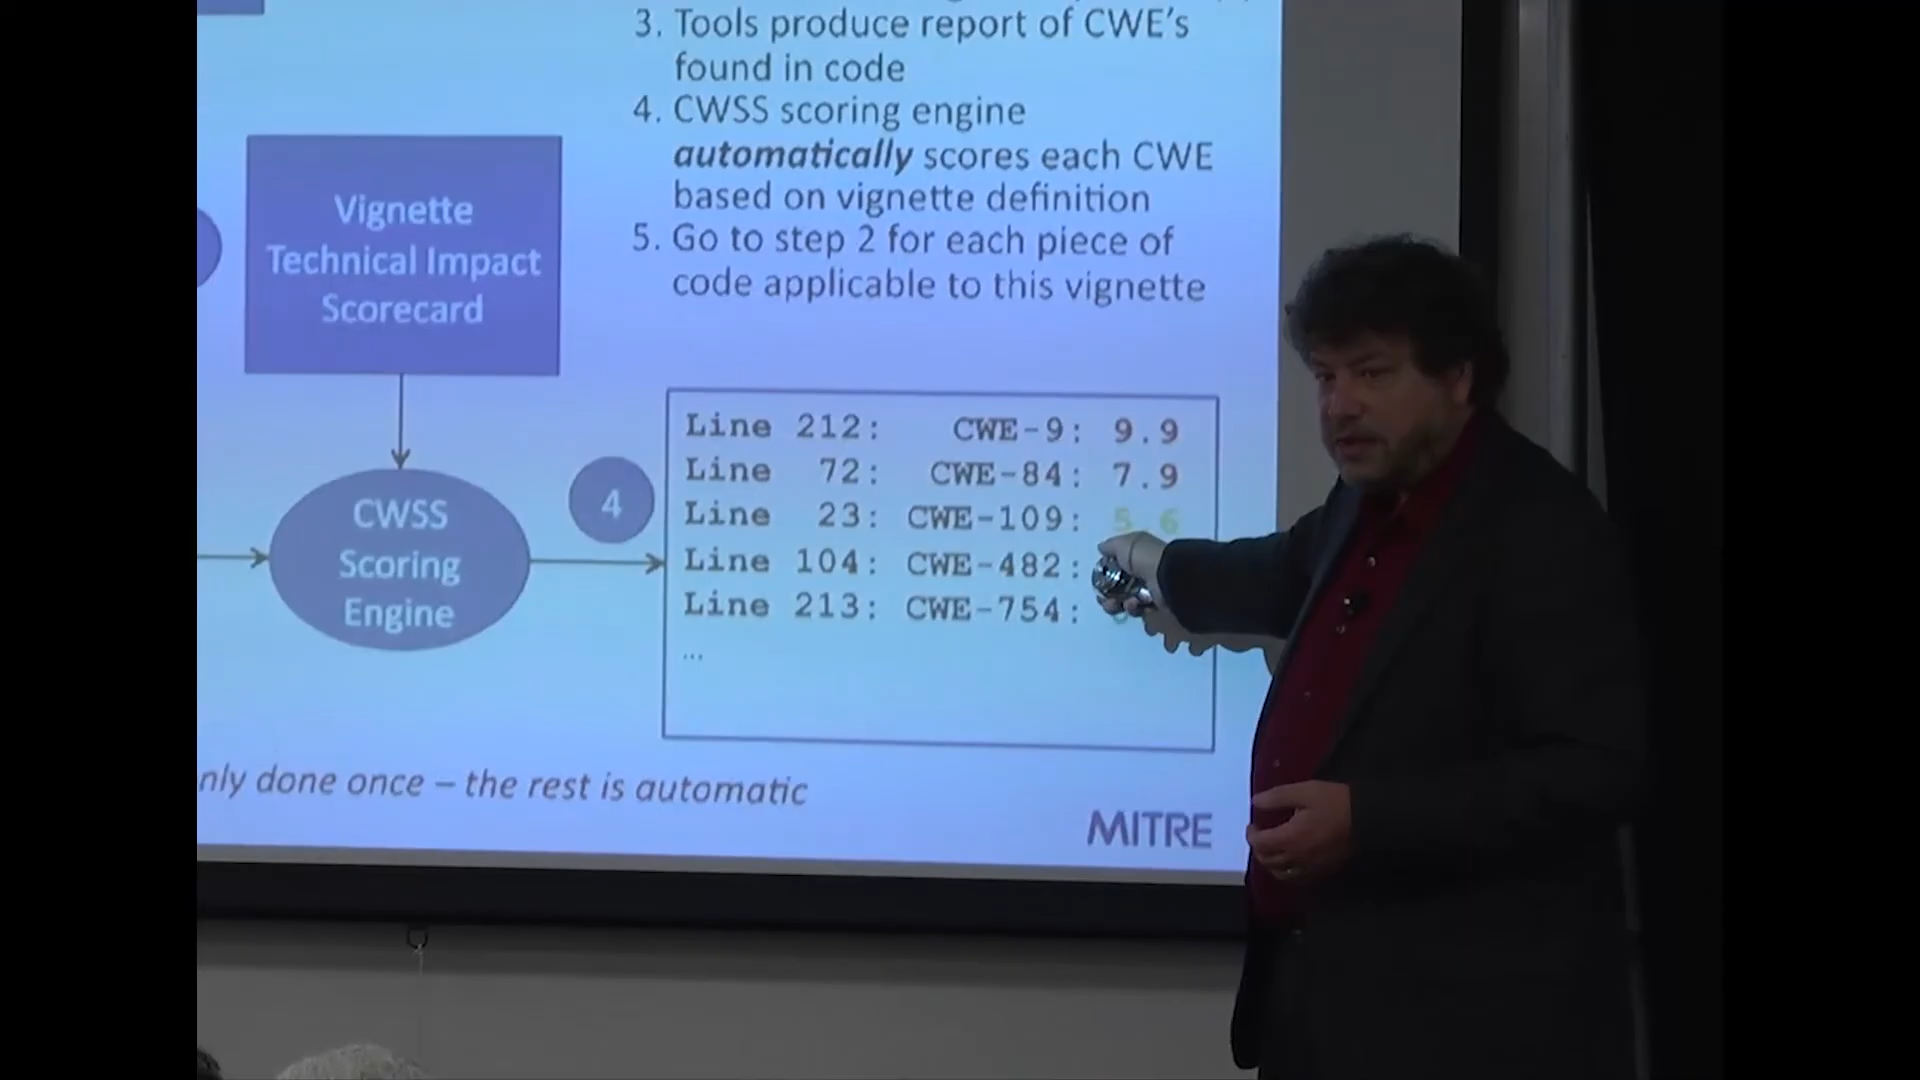 3. Tools produce report of CWE's
found in code
4. CWSS scoring engine
automatically scores each CWE
based on vignette definition
5. Go to step 2 for each piece of
code applicable to this vignette
Vignette
Technical Impact
Scorecard
CWSS
Scoring
Engine
4
Line 212: CWE-9: 9.9
Line 72: CWE-84: 7.9
Line 23: CWE-109: 5.6
Line 104: CWE-482:
Line 213: CWE-754:
...
done once – the rest is automatic
MITRE